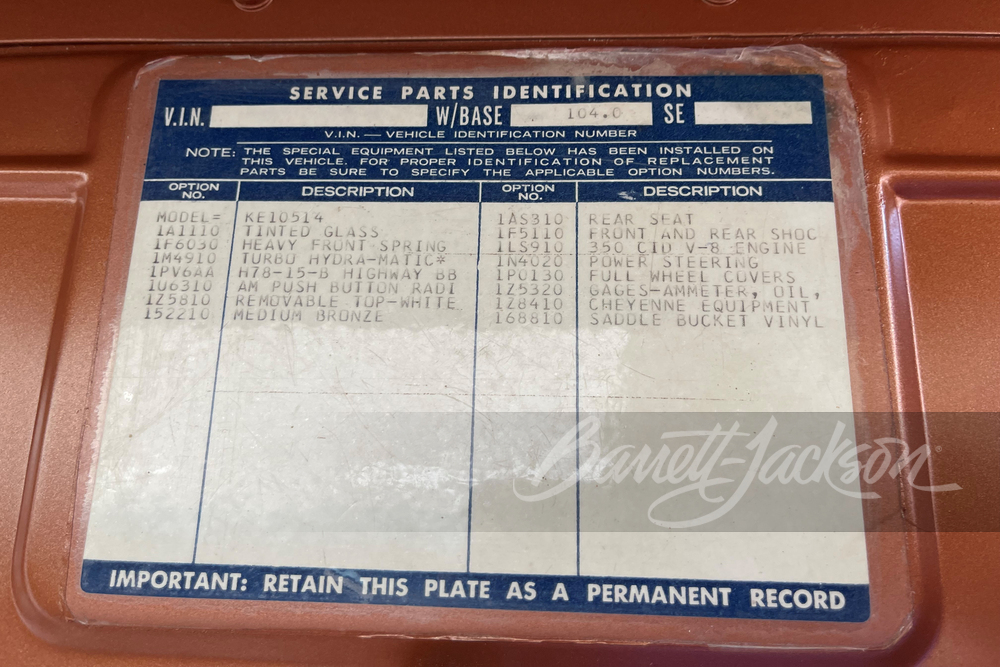 SERVICE PARTS IDENTIFICATION
V.I.N. W/BASE 104.0 SE
V.I.N. — VEHICLE IDENTIFICATION NUMBER
NOTE: THE SPECIAL EQUIPMENT LISTED BELOW HAS BEEN INSTALLED ON
THIS VEHICLE. FOR PROPER IDENTIFICATION OF REPLACEMENT
PARTS BE SURE TO SPECIFY THE APPLICABLE OPTION NUMBERS.
OPTION NO. DESCRIPTION OPTION NO. DESCRIPTION
MODEL= KE10514 1AS310 REAR SEAT
1A1110 TINTED GLASS 1F5110 FRONT AND REAR SHOC
1F6030 HEAVY FRONT SPRING 1LS910 350 CID V-8 ENGINE
1M4910 TURBO HYDRA-MATIC* 1N4020 POWER STEERING
1PV6AA H78-15-B HIGHWAY BB 1P0130 FULL WHEEL COVERS
1U6310 AM PUSH BUTTON RADI 1Z5320 GAGES-AMMETER, OIL,
1Z5810 REMOVABLE TOP-WHITE 1Z8410 CHEYENNE EQUIPMENT
152210 MEDIUM BRONZE 168810 SADDLE BUCKET VINYL
Barrett-Jackson
IMPORTANT: RETAIN THIS PLATE AS A PERMANENT RECORD